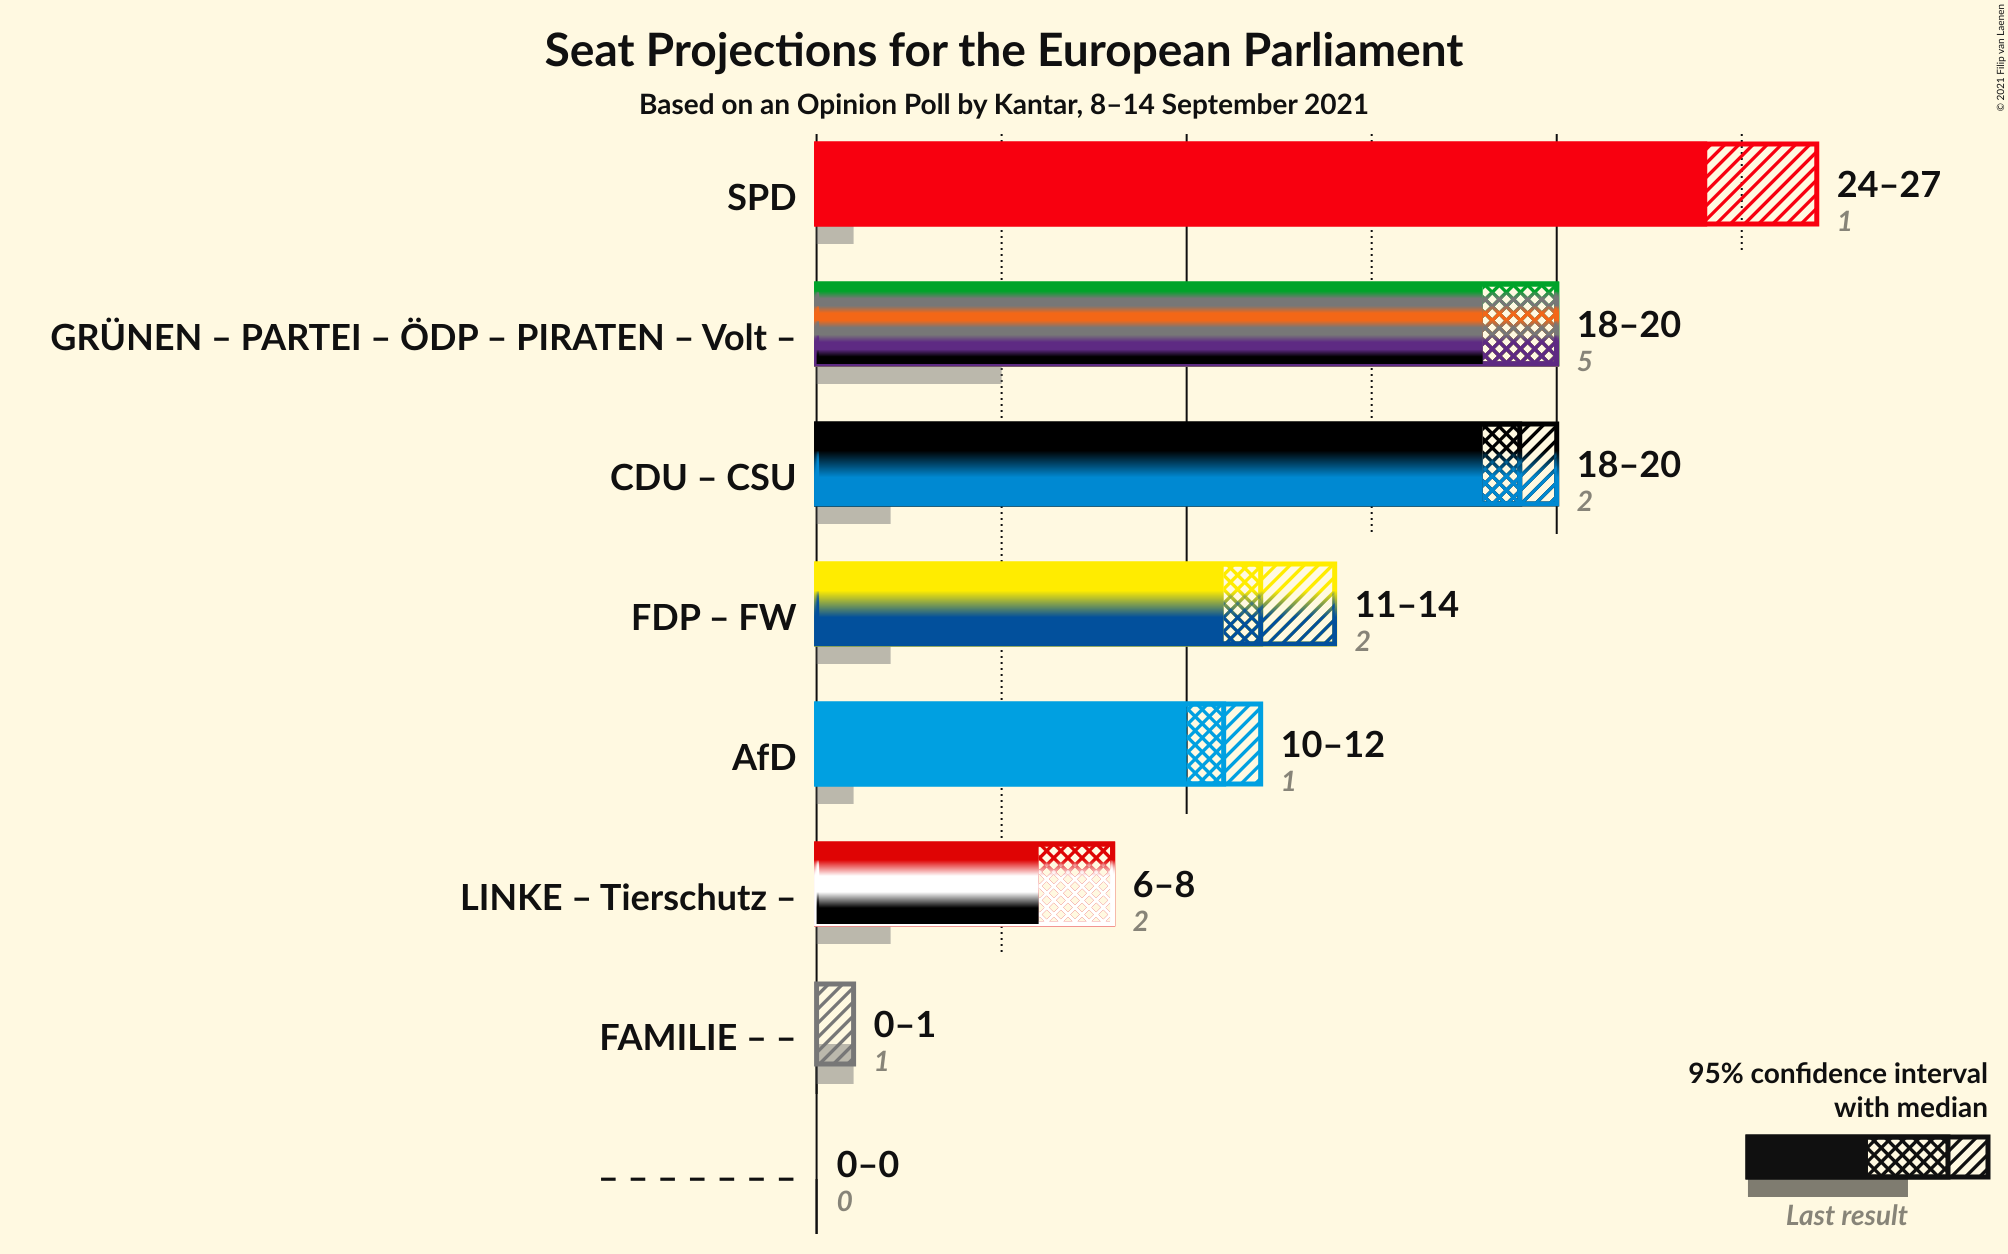 Seat Projections for the European Parliament
Based on an Opinion Poll by Kantar, 8–14 September 2021
© 2021 Filip van Laenen
SPD
24–27
1
GRÜNEN – PARTEI – ÖDP – PIRATEN – Volt –
18–20
5
CDU – CSU
18–20
2
FDP – FW
11–14
2
AfD
10–12
1
LINKE – Tierschutz –
6–8
2
FAMILIE – –
0–1
1
– – – – – – –
0–0
0
95% confidence interval
with median
Last result